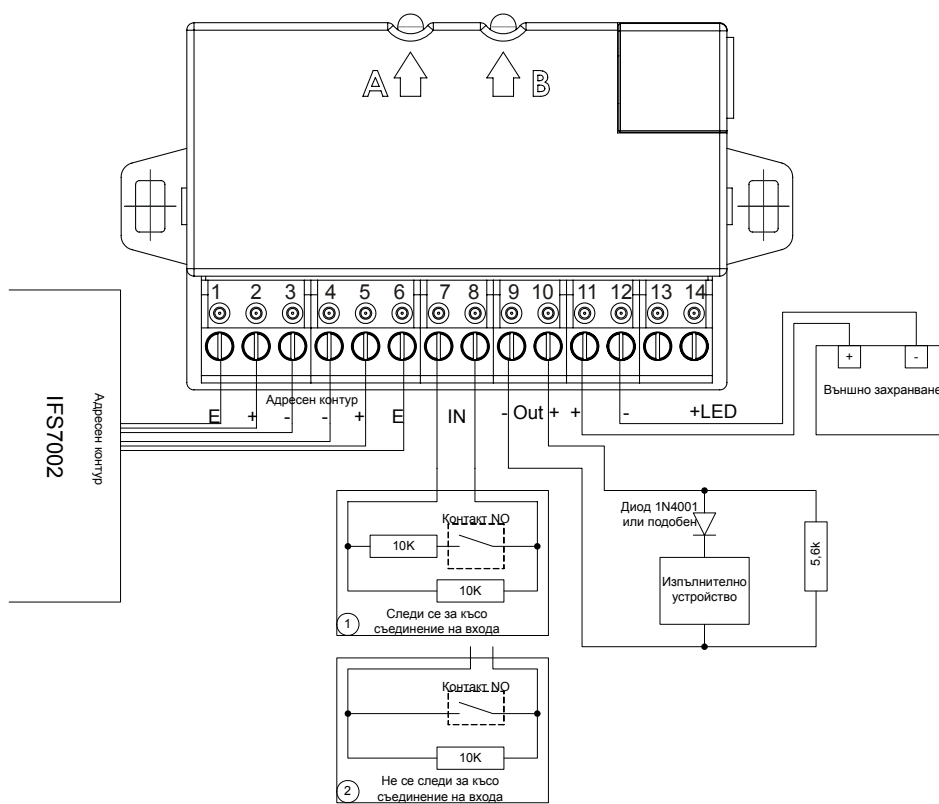 A B
1 2 3 4 5 6 7 8 9 10 11 12 13 14
Адресен контур
E + - - + E IN - Out + + - +LED
IFS7002
Адресен контур
+ -
Външно захранване
Контакт NO
10K
10K
1
Следи се за късо
съединение на входа
Контакт NO
10K
2
Не се следи за късо
съединение на входа
Диод 1N4001
или подобен
Изпълнително
устройство
5,6k